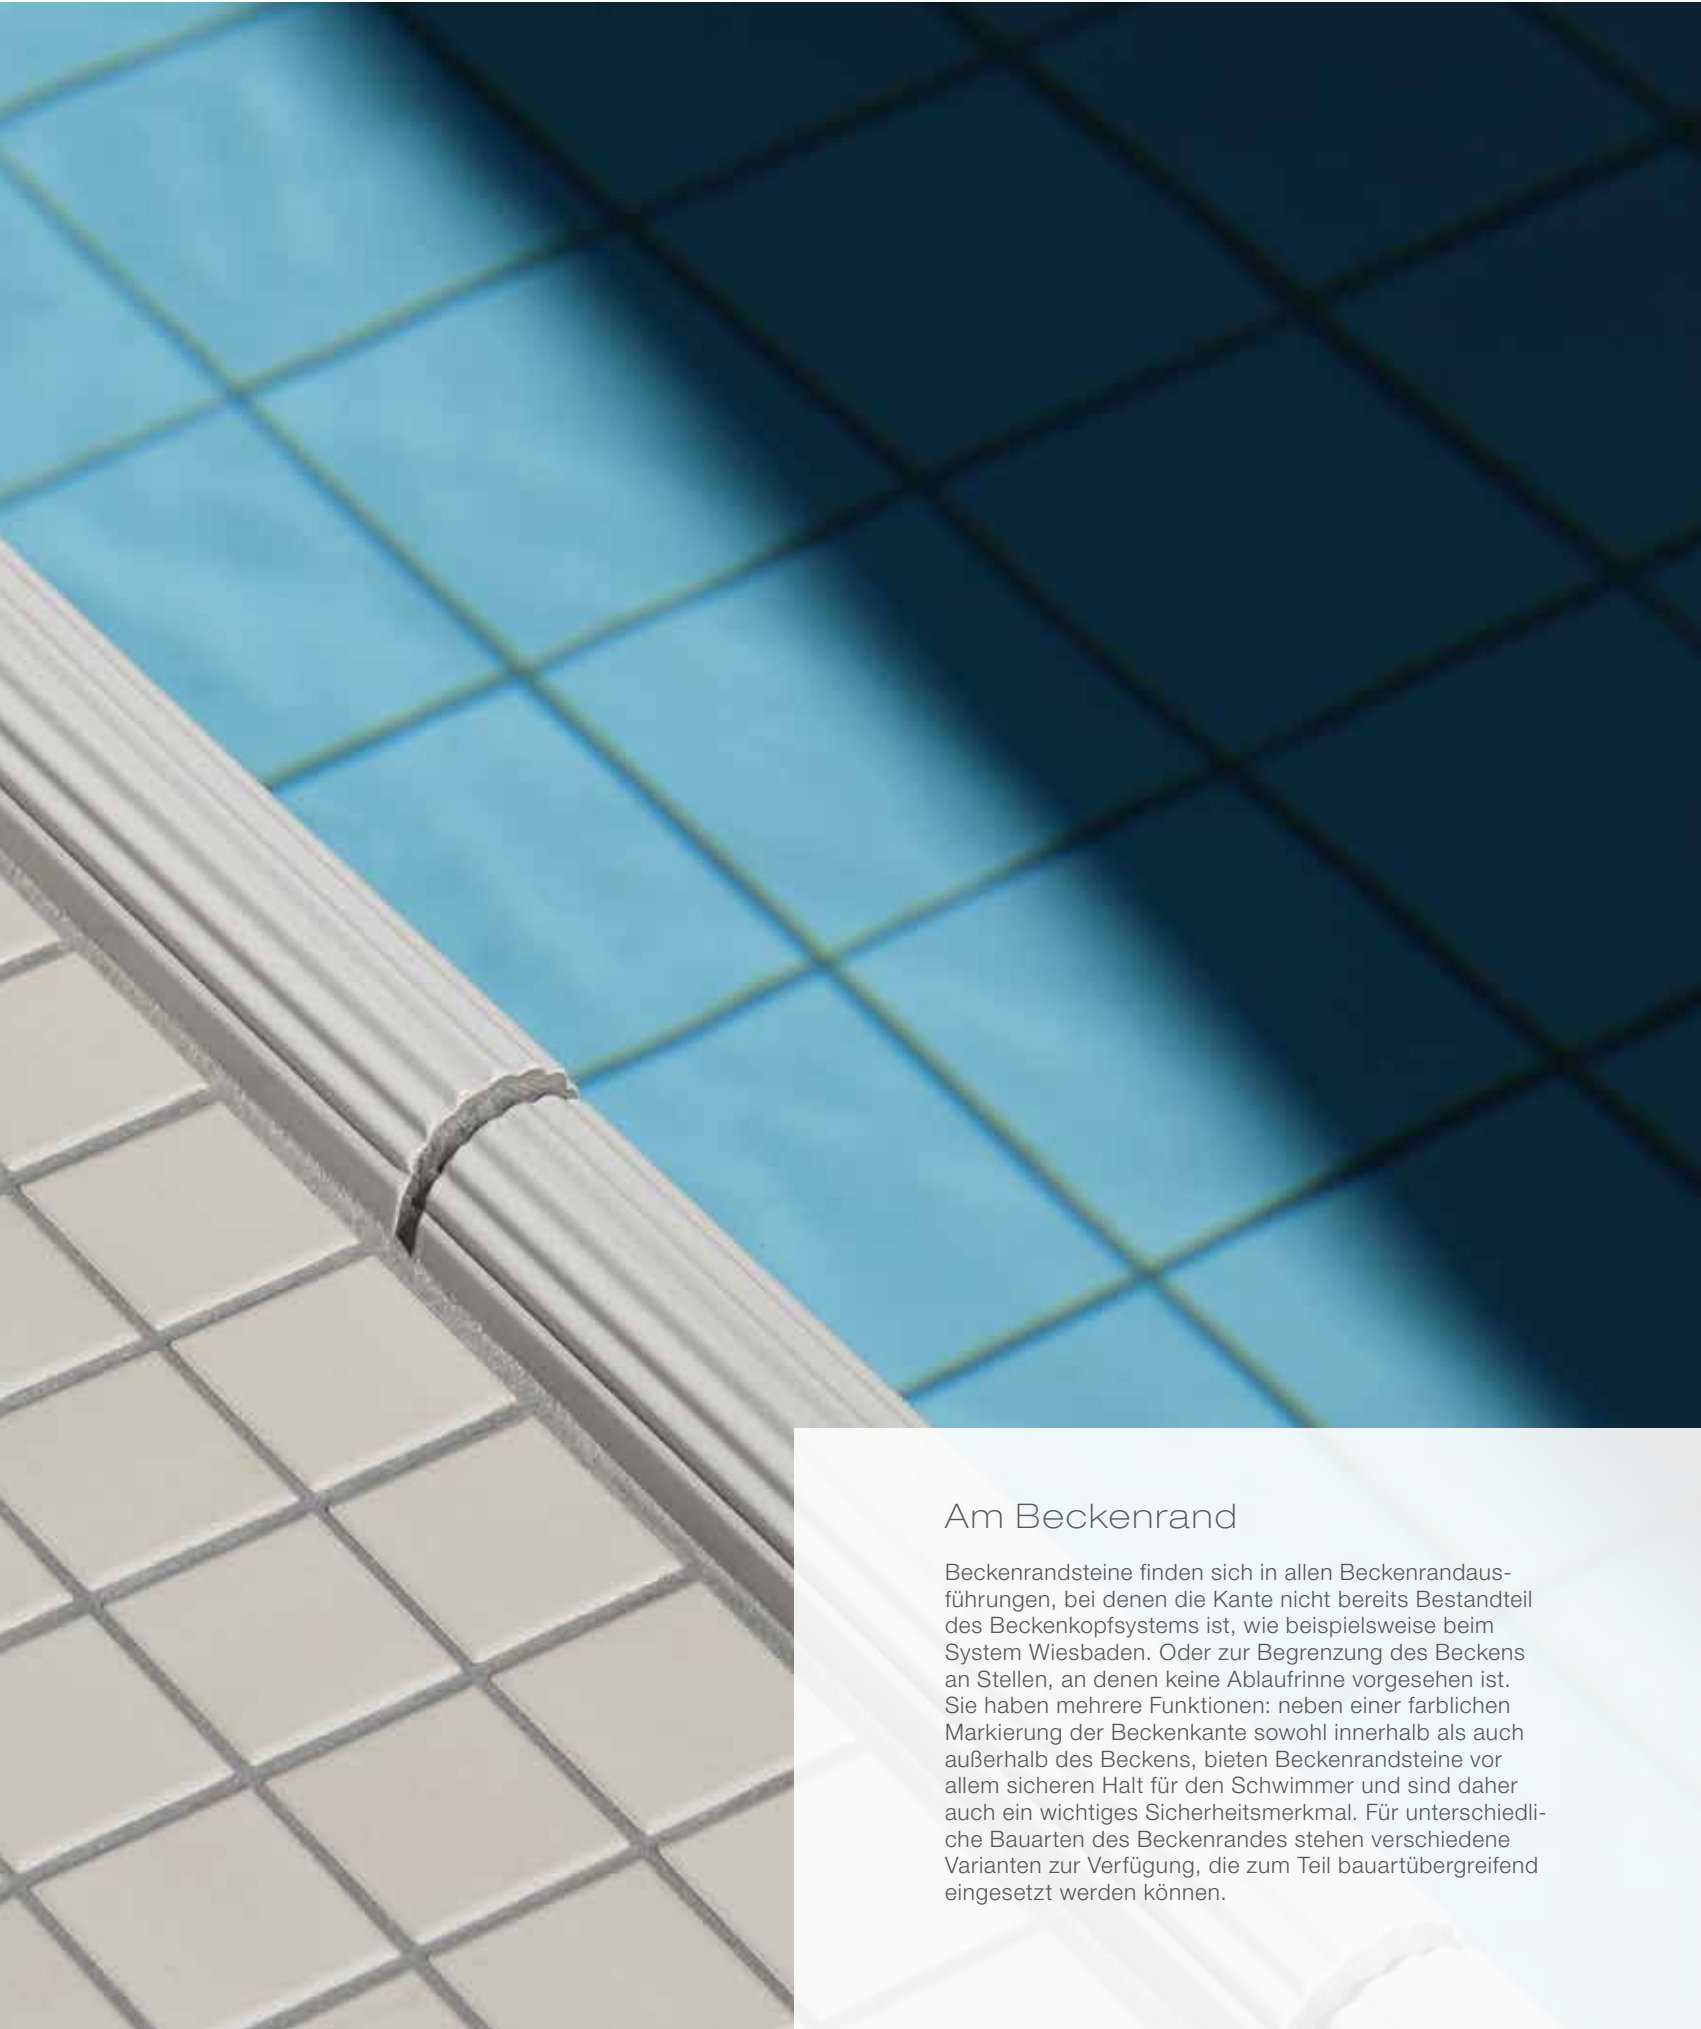 Am Beckenrand
Beckenrandsteine finden sich in allen Beckenrandaus-
führungen, bei denen die Kante nicht bereits Bestandteil
des Beckenkopfsystems ist, wie beispielsweise beim
System Wiesbaden. Oder zur Begrenzung des Beckens
an Stellen, an denen keine Ablaufrinne vorgesehen ist.
Sie haben mehrere Funktionen: neben einer farblichen
Markierung der Beckenkante sowohl innerhalb als auch
außerhalb des Beckens, bieten Beckenrandsteine vor
allem sicheren Halt für den Schwimmer und sind daher
auch ein wichtiges Sicherheitsmerkmal. Für unterschiedli-
che Bauarten des Beckenrandes stehen verschiedene
Varianten zur Verfügung, die zum Teil bauartübergreifend
eingesetzt werden können.